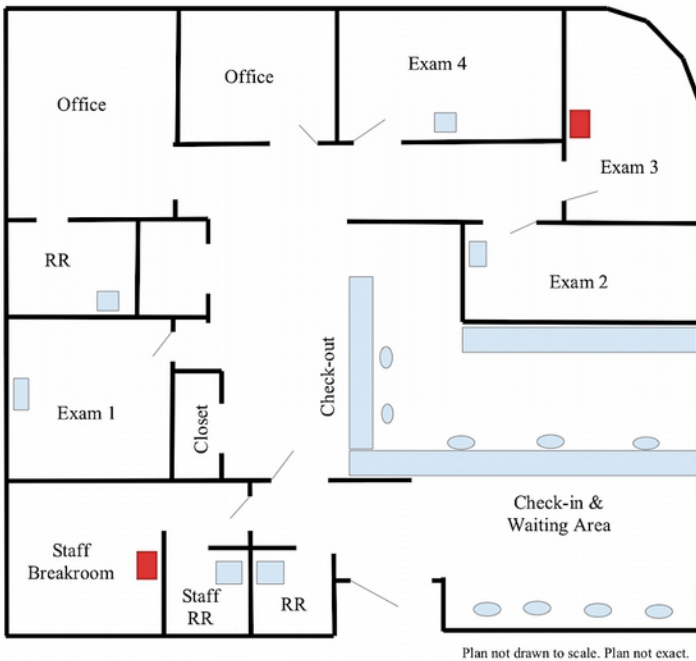 Office
Office
Exam 4
Exam 3
RR
Exam 2
Check-out
Exam 1
Closet
Check-in &
Waiting Area
Staff
Breakroom
Staff
RR
RR
Plan not drawn to scale. Plan not exact.